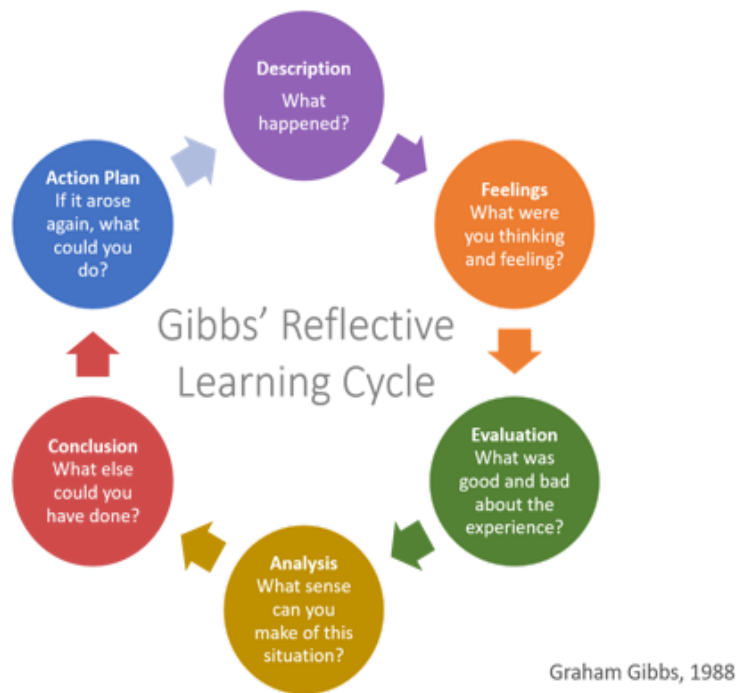 Description
What
happened?
Feelings
What were
you thinking
and feeling?
Evaluation
What was
good and bad
about the
experience?
Analysis
What sense
can you
make of this
situation?
Conclusion
What else
could you
have done?
Action Plan
If it arose
again, what
could you
do?
Gibbs’ Reflective
Learning Cycle
Graham Gibbs, 1988